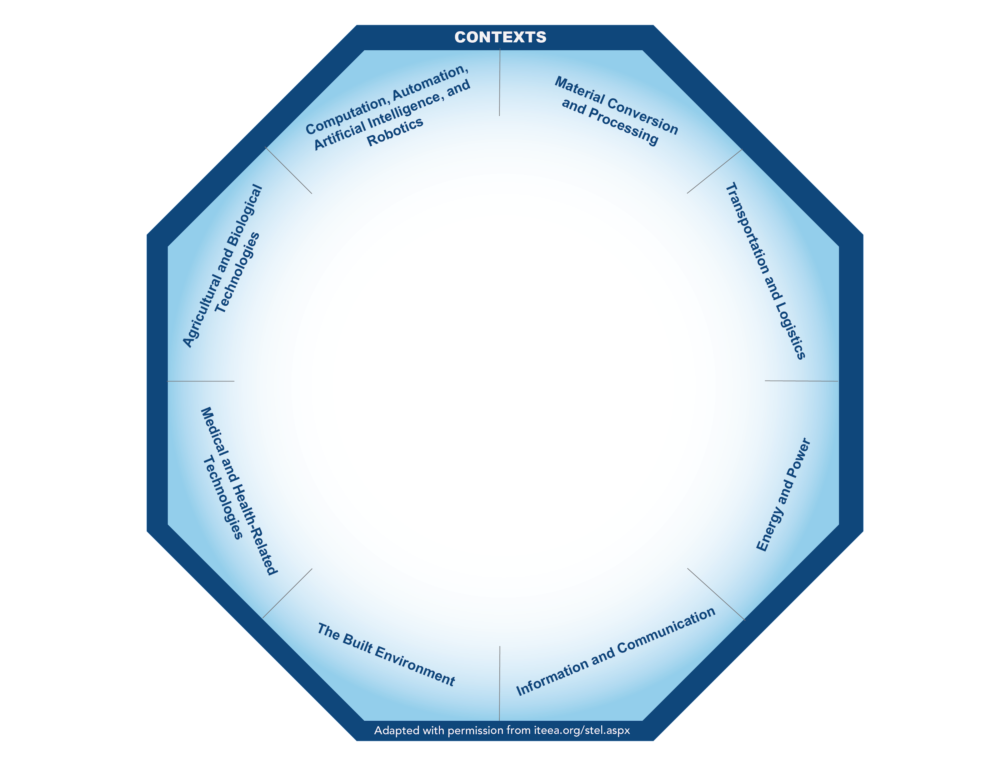 CONTEXTS
Computation, Automation,
Artificial Intelligence, and
Robotics
Material Conversion
and Processing
Transportation and Logistics
Energy and Power
Information and Communication
The Built Environment
Medical and Health-Related
Technologies
Agricultural and Biological
Technologies
Adapted with permission from iteea.org/stel.aspx